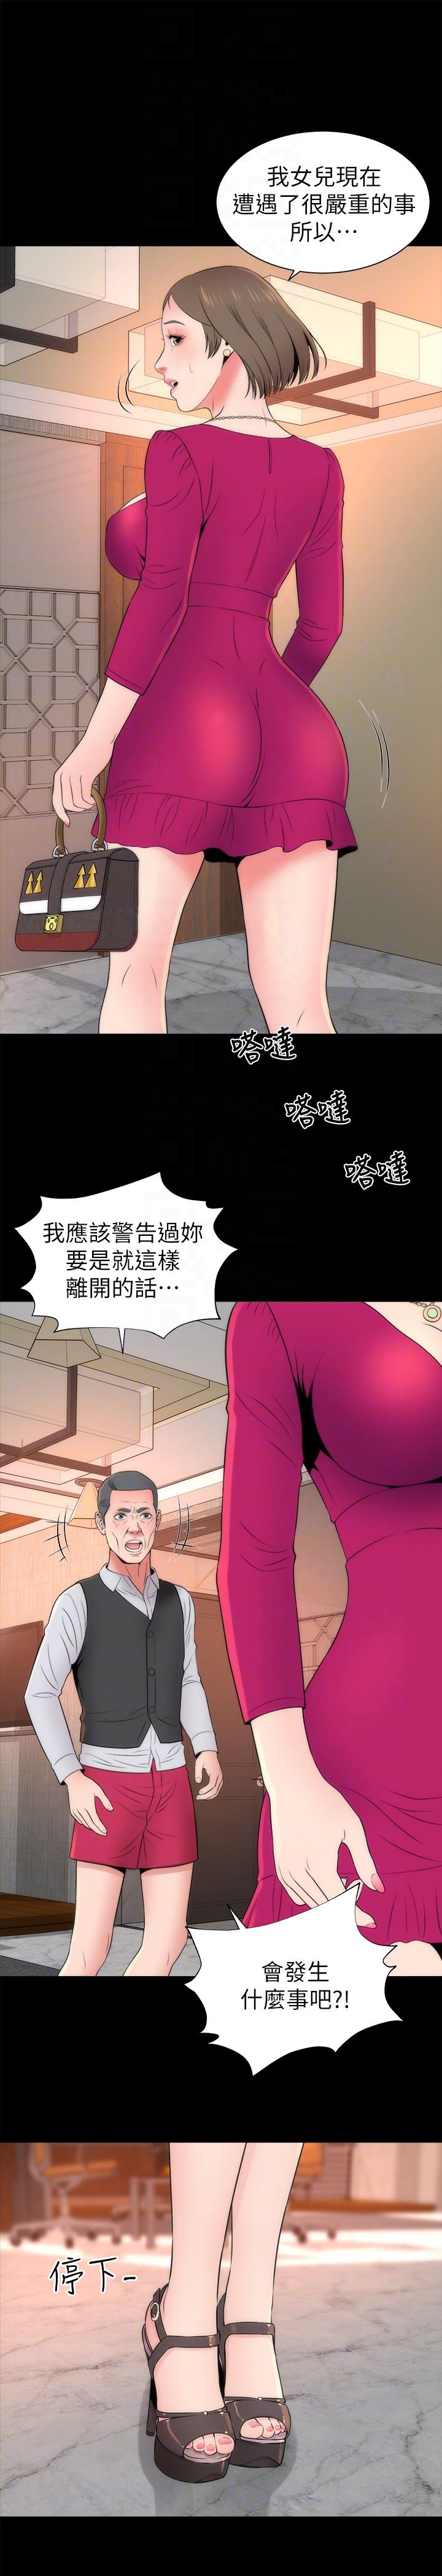 我女兒現在
遭遇了很嚴重的事
所以…
嗒噠
嗒噠
嗒噠
我應該警告過妳
要是就這樣
離開的話…
會發生
什麼事吧?!
停下-